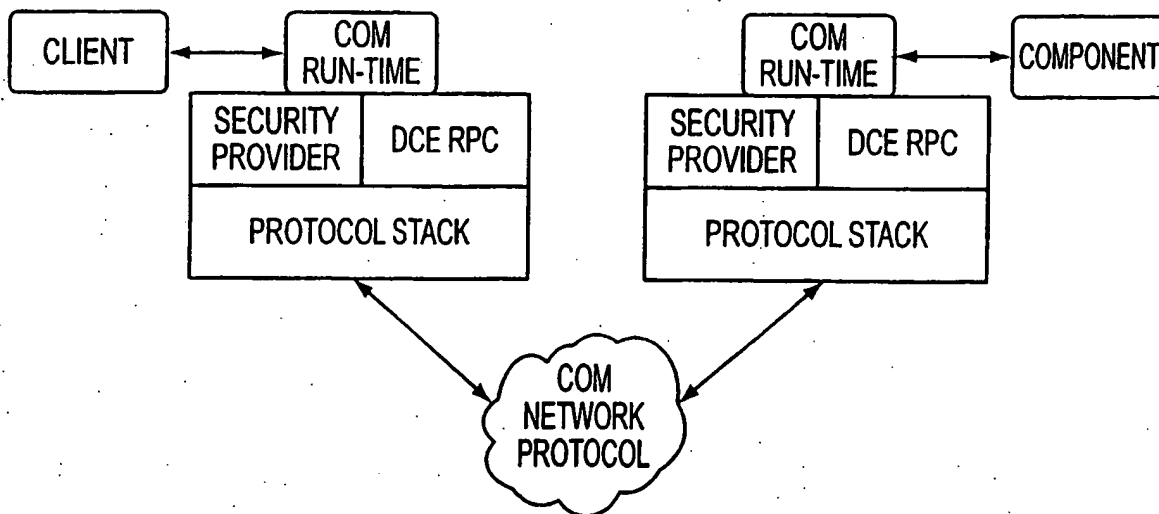 CLIENT
COM
RUN-TIME
SECURITY
PROVIDER
DCE RPC
PROTOCOL STACK
COM
RUN-TIME
COMPONENT
SECURITY
PROVIDER
DCE RPC
PROTOCOL STACK
COM
NETWORK
PROTOCOL